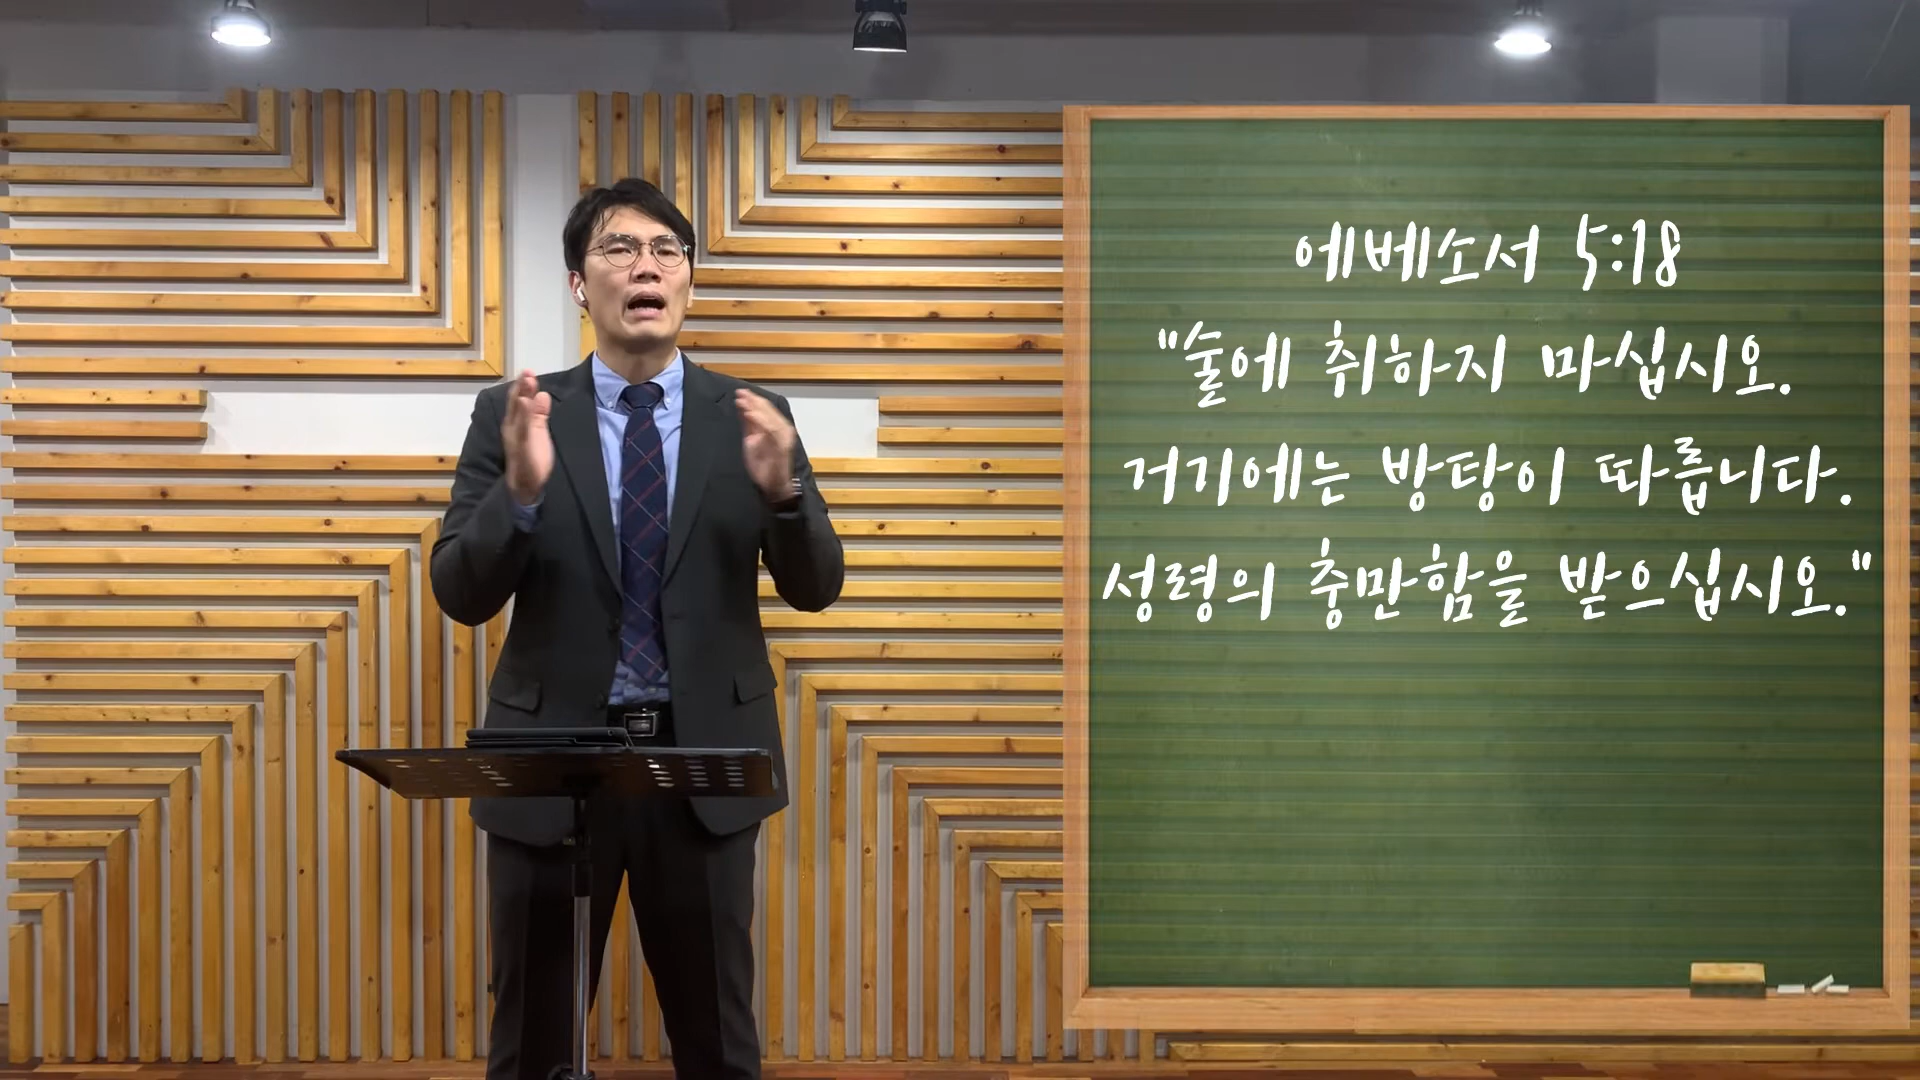 에베소서 5:18
"술에 취하지 마십시오.
거기에는 방탕이 따릅니다.
성령의 충만함을 받으십시오."